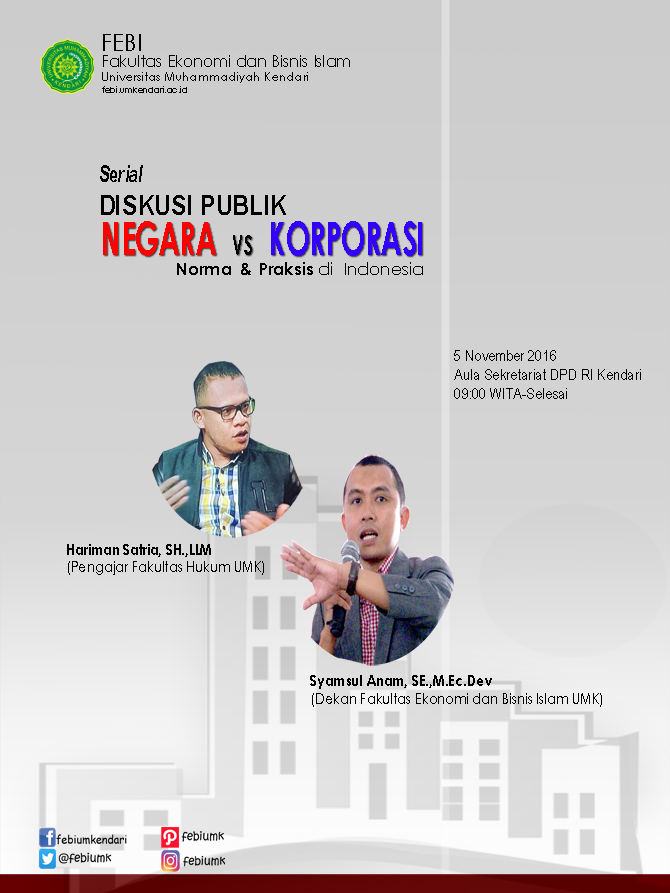 FEBI
Fakultas Ekonomi dan Bisnis Islam
Universitas Muhammadiyah Kendari
febi.umkendari.ac.id
UNIVERSITAS MUHAMMADIYAH
KENDARI
Serial
DISKUSI PUBLIK
NEGARA vs KORPORASI
Norma & Praksis di Indonesia
5 November 2016
Aula Sekretariat DPD RI Kendari
09:00 WITA-Selesai
Hariman Satria, SH.,LLM
(Pengajar Fakultas Hukum UMK)
Syamsul Anam, SE.,M.Ec.Dev
(Dekan Fakultas Ekonomi dan Bisnis Islam UMK)
febiumkendari
febiumk
@febiumk
febiumk